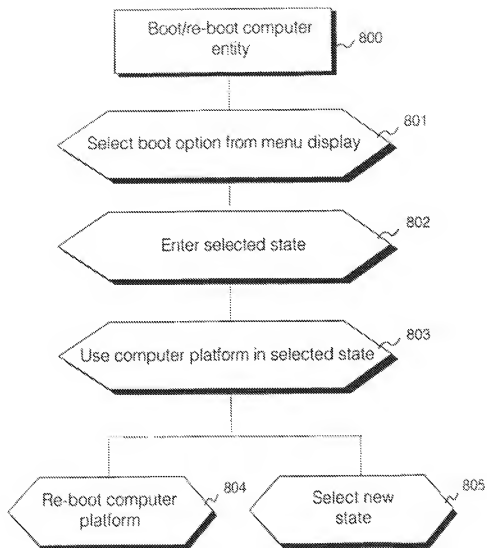 Boot/re-boot computer
entity
800
Select boot option from menu display
801
Enter selected state
802
Use computer platform in selected state
803
Re-boot computer
platform
804
Select new
state
805